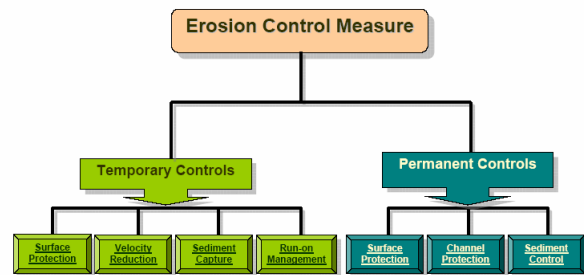 Erosion Control Measure
Temporary Controls
Permanent Controls
Surface
Protection
Velocity
Reduction
Sediment
Capture
Run-on
Management
Surface
Protection
Channel
Protection
Sediment
Control